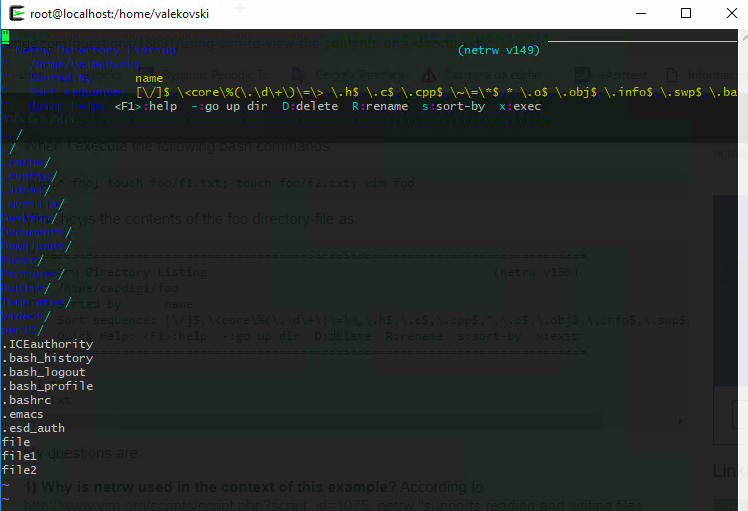 root@localhost:/home/valekovski
Netrw Directory Listing (netrw v149)
/home/valekovski
Sorted by name
Sort sequence: [\/]$ \<core\%(\.\d\+\)\=\> \.h$ \.c$ \.cpp$ \~\=\*$ * \.o$ \.obj$ \.info$ \.swp$ \.ba
Quick Help: <F1>:help -:go up dir D:delete R:rename s:sort-by x:exec
../
./
When I execute the following bash commands:
.cache/
.config/
foo; touch foo/f1.txt; touch foo/f2.txt; vim foo
.local/
.mozilla/
Desktop/
shows the contents of the foo directory-file as:
Documents/
Downloads/
Music/
Pictures/
Directory Listing (netrw v156)
Public/
/home/capdigi/foo
Templates/
Sorted by name
Videos/
Sort sequence: [\/]$,\<core\%(\.\d\+\)\=\>,\.h$,\.c$,\.cpp$,*,\.o$,\.obj$,\.info$,\.swp$
Quick Help: <F1>:help -:go up dir D:delete R:rename s:sort-by x:exec
.ICEauthority
.bash_history
.bash_logout
.bash_profile
.bashrc
.emacs
.esd_auth
file
My questions are:
file1
file2
~
1) Why is netrw used in the context of this example? According to
~
http://www.vim.org/scripts/script.php?script_id=1075, netrw "supports reading and writing files